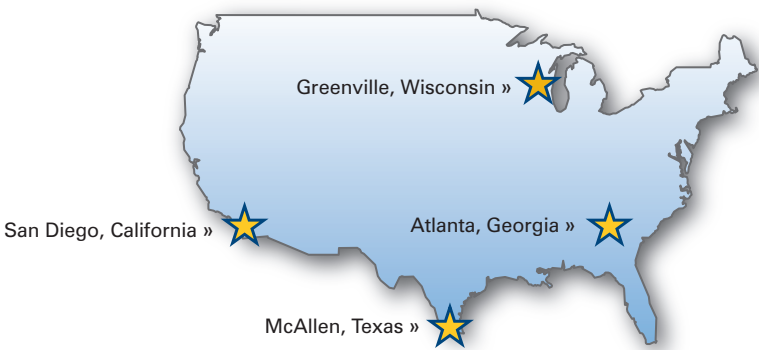 Greenville, Wisconsin »
San Diego, California »
Atlanta, Georgia »
McAllen, Texas »